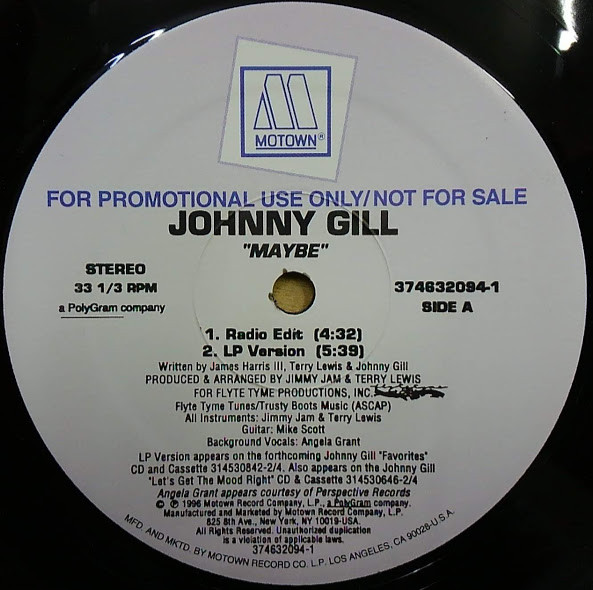 MOTOWN®
FOR PROMOTIONAL USE ONLY/NOT FOR SALE
JOHNNY GILL
"MAYBE"
STEREO
33 1/3 RPM
a PolyGram company
374632094-1
SIDE A
1. Radio Edit (4:32)
2. LP Version (5:39)
Written by James Harris III, Terry Lewis & Johnny Gill
PRODUCED & ARRANGED BY JIMMY JAM & TERRY LEWIS
FOR FLYTE TYME PRODUCTIONS, INC.
Flyte Tyme Tunes/Trusty Boots Music (ASCAP)
All Instruments: Jimmy Jam & Terry Lewis
Guitar: Mike Scott
Background Vocals: Angela Grant
LP Version appears on the forthcoming Johnny Gill "Favorites"
CD and Cassette 314530842-2/4. Also appears on the Johnny Gill
"Let's Get The Mood Right" CD & Cassette 314530646-2/4
Angela Grant appears courtesy of Perspective Records
© ℗ 1996 Motown Record Company, L.P., a PolyGram company.
Manufactured and Marketed by Motown Record Company, L.P.
825 8th Ave., New York, NY 10019-USA.
All Rights Reserved. Unauthorized duplication
is a violation of applicable laws.
374632094-1
MFD. AND MKTD. BY MOTOWN RECORD CO. L.P. LOS ANGELES, CA 90028-U.S.A.